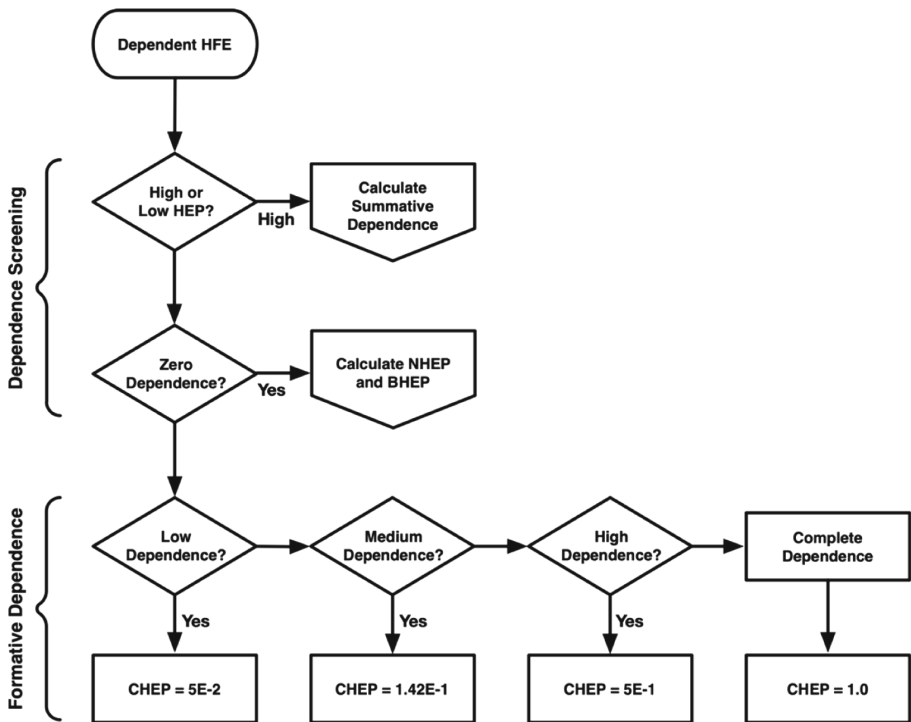 Dependent HFE
Dependence Screening
High or
Low HEP?
High
Calculate
Summative
Dependence
Zero
Dependence?
Yes
Calculate NHEP
and BHEP
Formative Dependence
Low
Dependence?
Medium
Dependence?
High
Dependence?
Complete
Dependence
Yes
Yes
Yes
CHEP = 5E-2
CHEP = 1.42E-1
CHEP = 5E-1
CHEP = 1.0